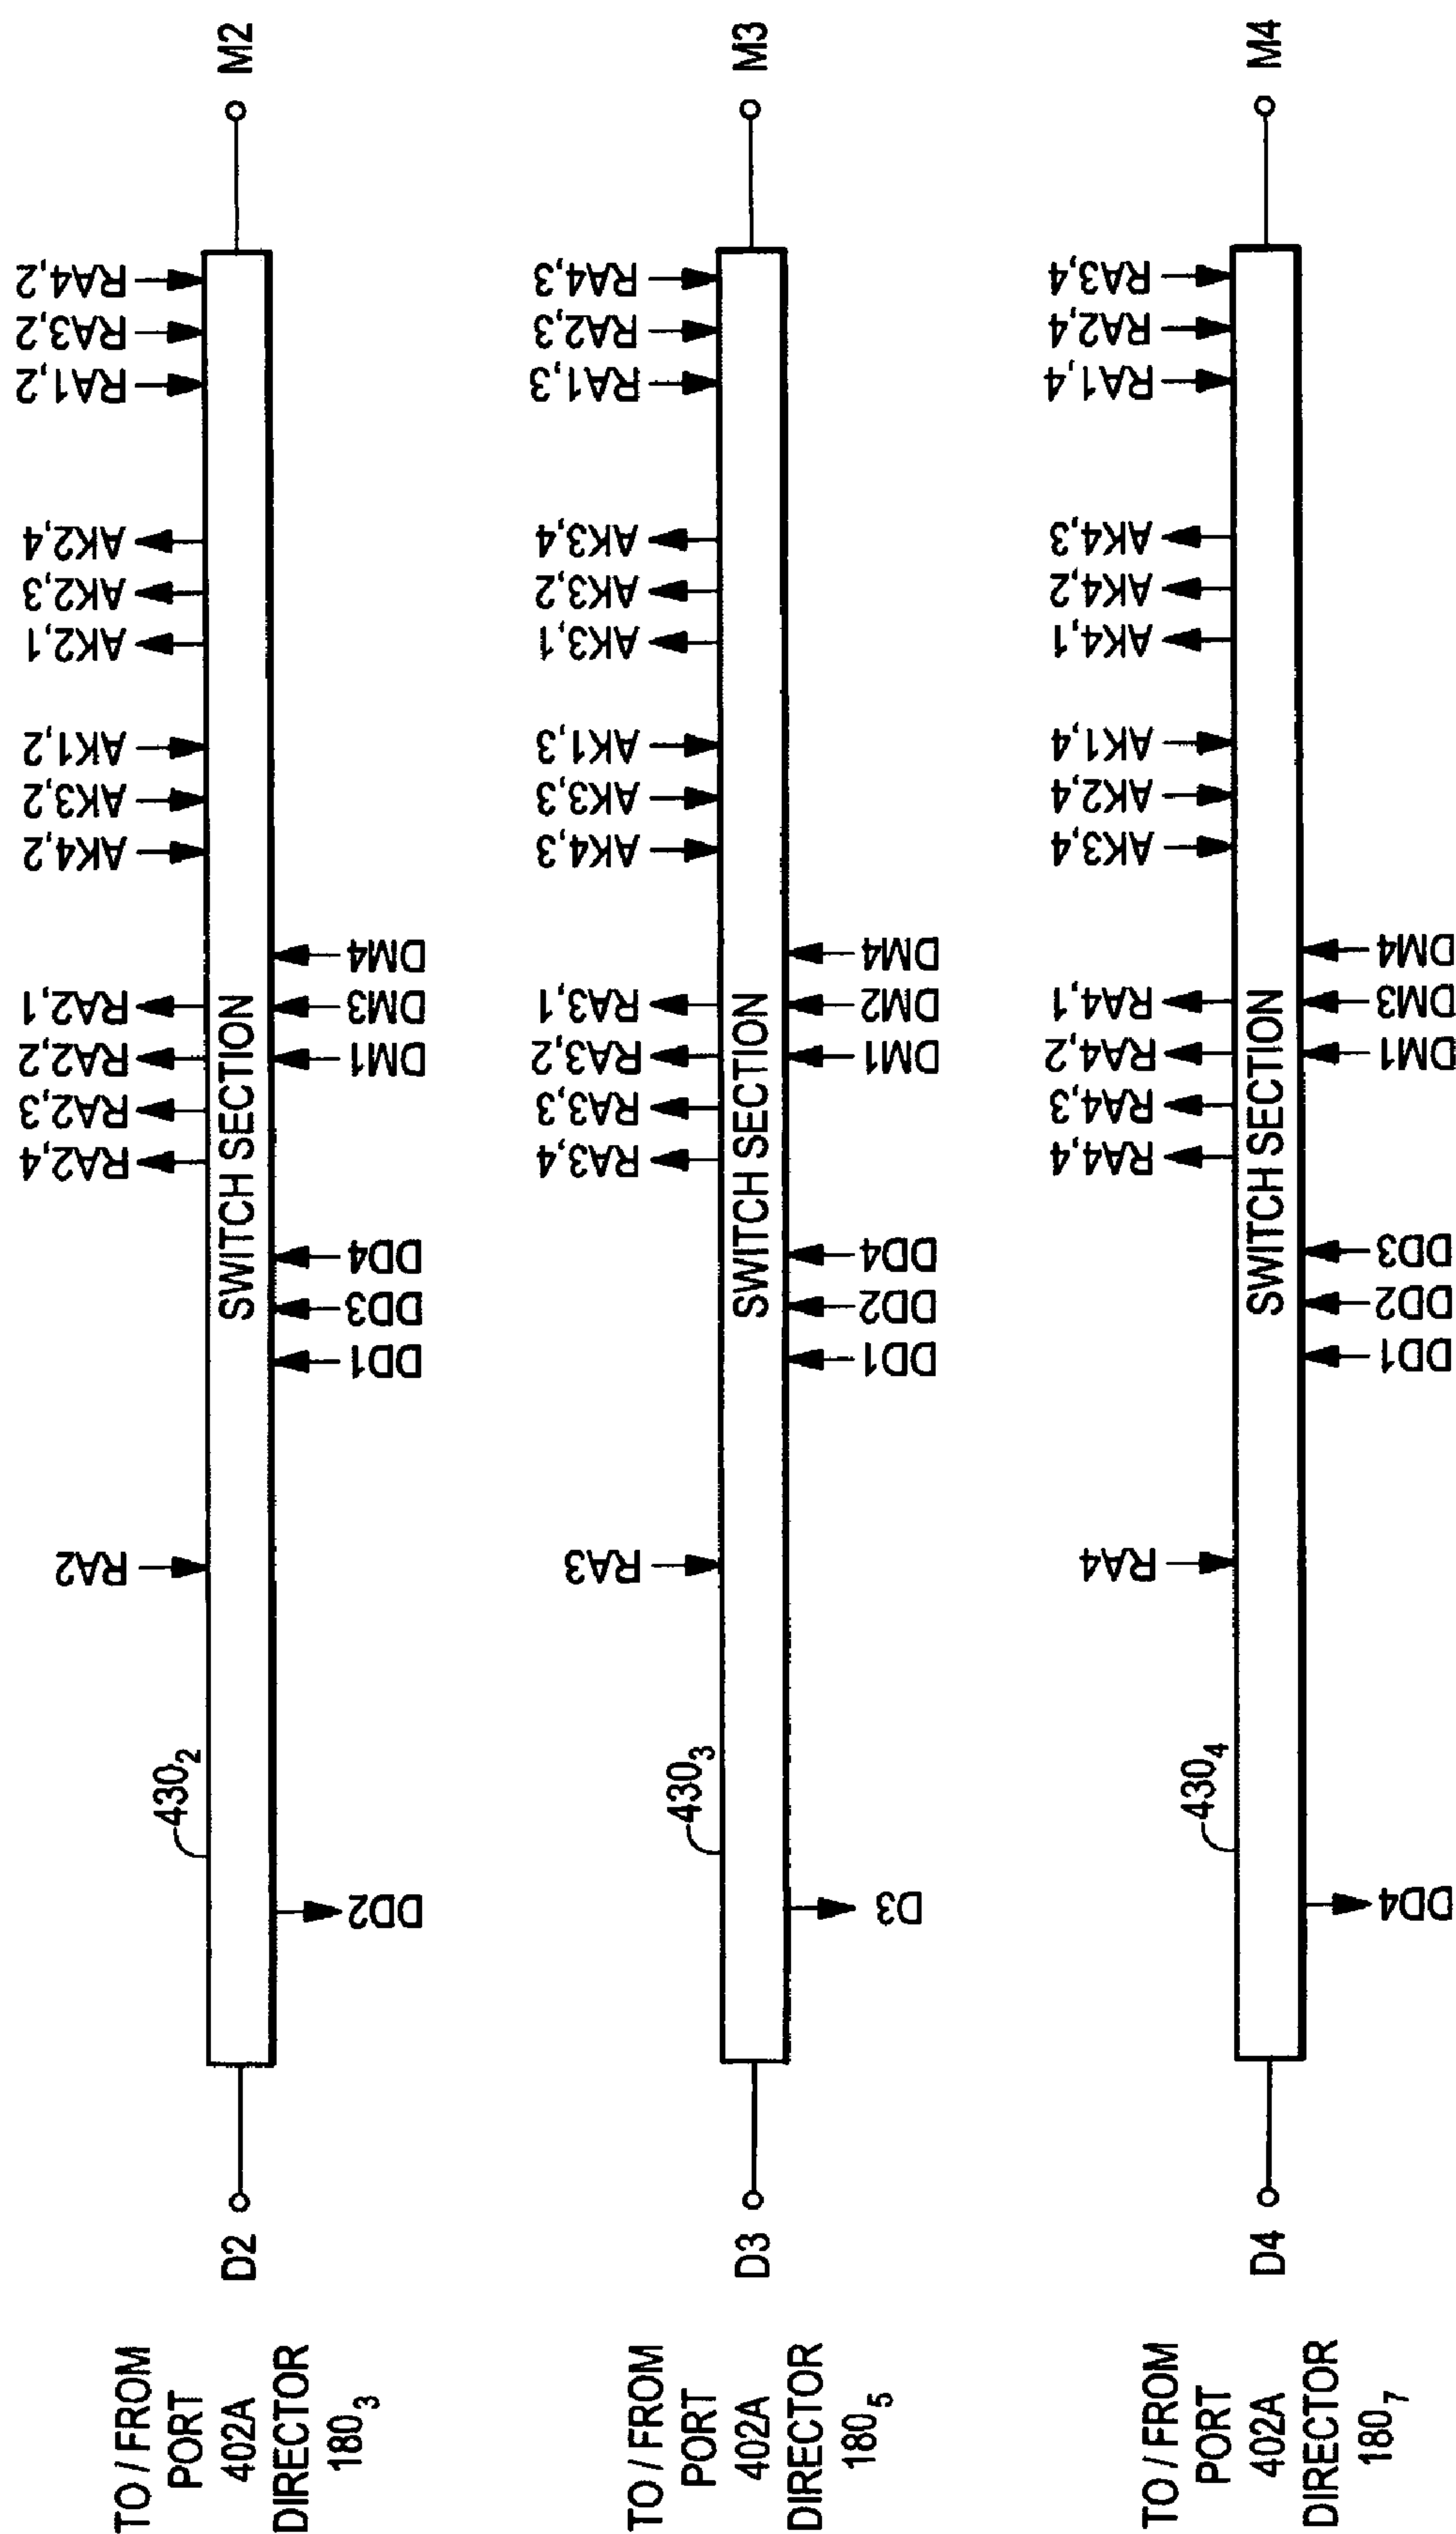 TO / FROM
PORT
402A
DIRECTOR
180₃
D2
DD2
430₂
RA2
DD1
DD3
DD4
SWITCH SECTION
RA2,4
RA2,3
RA2,2
RA2,1
DM1
DM3
DM4
AK4,2
AK3,2
AK1,2
AK2,1
AK2,3
AK2,4
RA1,2
RA3,2
RA4,2
M2
TO / FROM
PORT
402A
DIRECTOR
180₅
D3
D3
430₃
RA3
DD1
DD2
DD4
SWITCH SECTION
RA3,4
RA3,3
RA3,2
RA3,1
DM1
DM2
DM4
AK4,3
AK3,3
AK1,3
AK3,1
AK3,2
AK3,4
RA1,3
RA2,3
RA4,3
M3
TO / FROM
PORT
402A
DIRECTOR
180₇
D4
DD4
430₄
RA4
DD1
DD2
DD3
SWITCH SECTION
RA4,4
RA4,3
RA4,2
RA4,1
DM1
DM3
DM4
AK3,4
AK2,4
AK1,4
AK4,1
AK4,2
AK4,3
RA1,4
RA2,4
RA3,4
M4